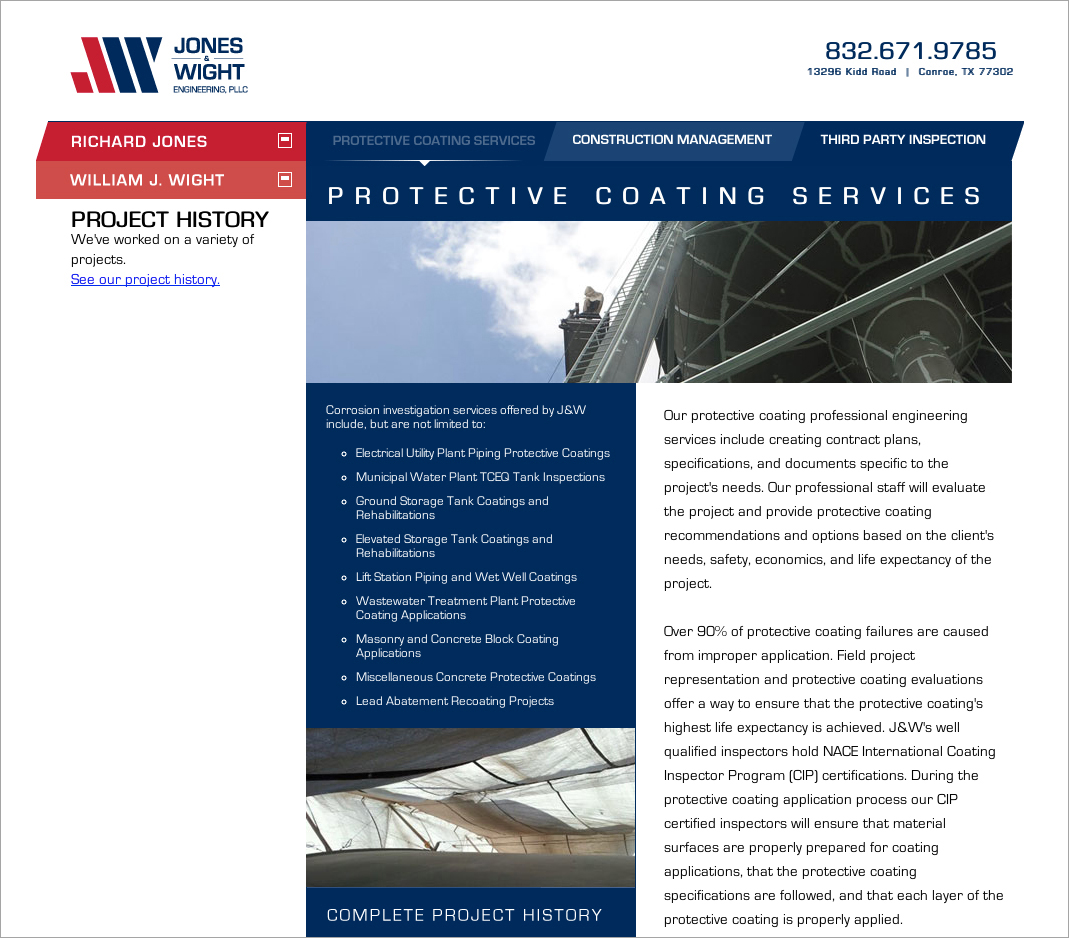 JONES
&
WIGHT
ENGINEERING, PLLC
832.671.9785
13296 Kidd Road | Conroe, TX 77302
RICHARD JONES
WILLIAM J. WIGHT
PROJECT HISTORY
We've worked on a variety of
projects.
See our project history.
PROTECTIVE COATING SERVICES
CONSTRUCTION MANAGEMENT
THIRD PARTY INSPECTION
PROTECTIVE COATING SERVICES
Corrosion investigation services offered by J&W
include, but are not limited to:
Electrical Utility Plant Piping Protective Coatings
Municipal Water Plant TCEQ Tank Inspections
Ground Storage Tank Coatings and
Rehabilitations
Elevated Storage Tank Coatings and
Rehabilitations
Lift Station Piping and Wet Well Coatings
Wastewater Treatment Plant Protective
Coating Applications
Masonry and Concrete Block Coating
Applications
Miscellaneous Concrete Protective Coatings
Lead Abatement Recoating Projects
COMPLETE PROJECT HISTORY
Our protective coating professional engineering
services include creating contract plans,
specifications, and documents specific to the
project's needs. Our professional staff will evaluate
the project and provide protective coating
recommendations and options based on the client's
needs, safety, economics, and life expectancy of the
project.
Over 90% of protective coating failures are caused
from improper application. Field project
representation and protective coating evaluations
offer a way to ensure that the protective coating's
highest life expectancy is achieved. J&W's well
qualified inspectors hold NACE International Coating
Inspector Program (CIP) certifications. During the
protective coating application process our CIP
certified inspectors will ensure that material
surfaces are properly prepared for coating
applications, that the protective coating
specifications are followed, and that each layer of the
protective coating is properly applied.